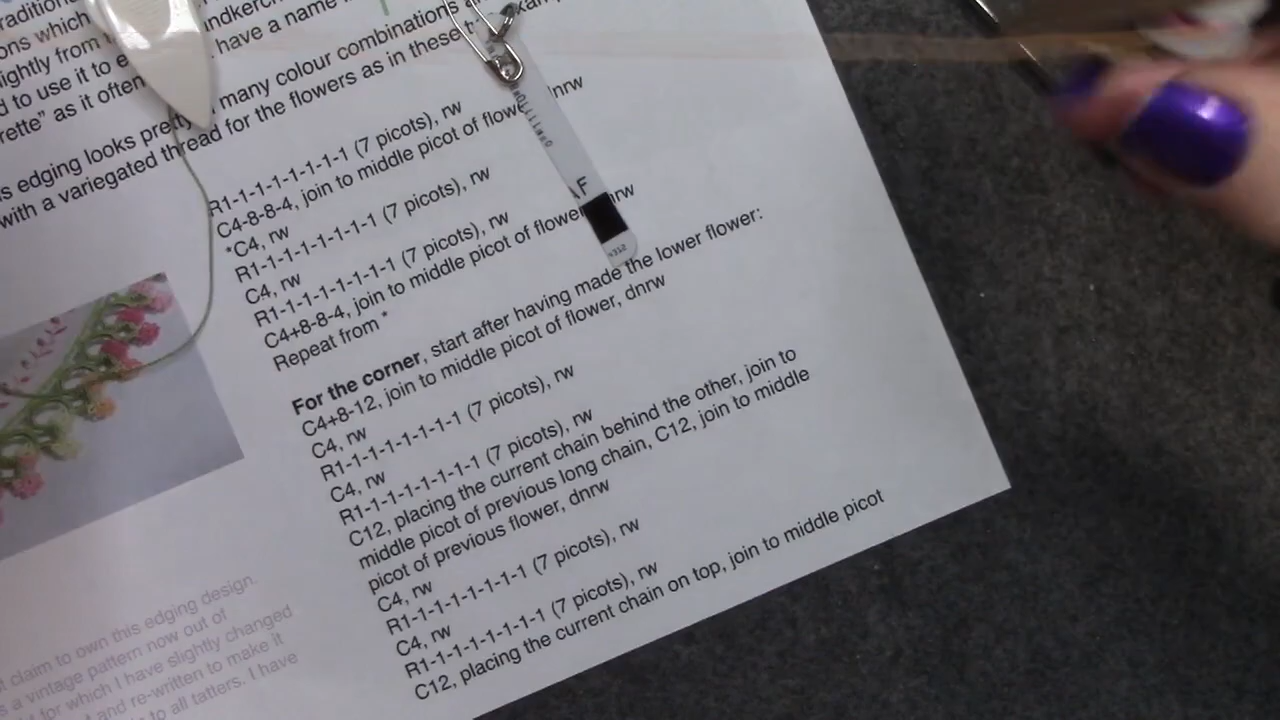 raditiona
ons which
ndkerch
lightly from
have a name
d to use it to e
many colour combinations
rette" as it often
s edging looks pretty
with a variegated thread for the flowers as in these
R1-1-1-1-1-1-1-1 (7 picots), rw
C4-8-8-4, join to middle picot of flower, dnrw
*C4, rw
R1-1-1-1-1-1-1-1 (7 picots), rw
C4, rw
R1-1-1-1-1-1-1-1 (7 picots), rw
C4+8-8-4, join to middle picot of flower, dnrw
Repeat from *
For the corner, start after having made the lower flower:
C4+8-12, join to middle picot of flower, dnrw
C4, rw
R1-1-1-1-1-1-1-1 (7 picots), rw
C4, rw
R1-1-1-1-1-1-1-1 (7 picots), rw
C12, placing the current chain behind the other, join to
middle picot of previous long chain, C12, join to middle
picot of previous flower, dnrw
C4, rw
R1-1-1-1-1-1-1-1 (7 picots), rw
C4, rw
R1-1-1-1-1-1-1-1 (7 picots), rw
C12, placing the current chain on top, join to middle picot
t claim to own this edging design.
s a vintage pattern now out of
for which I have slightly changed
and re-written to make it
to all tatters. I have
F